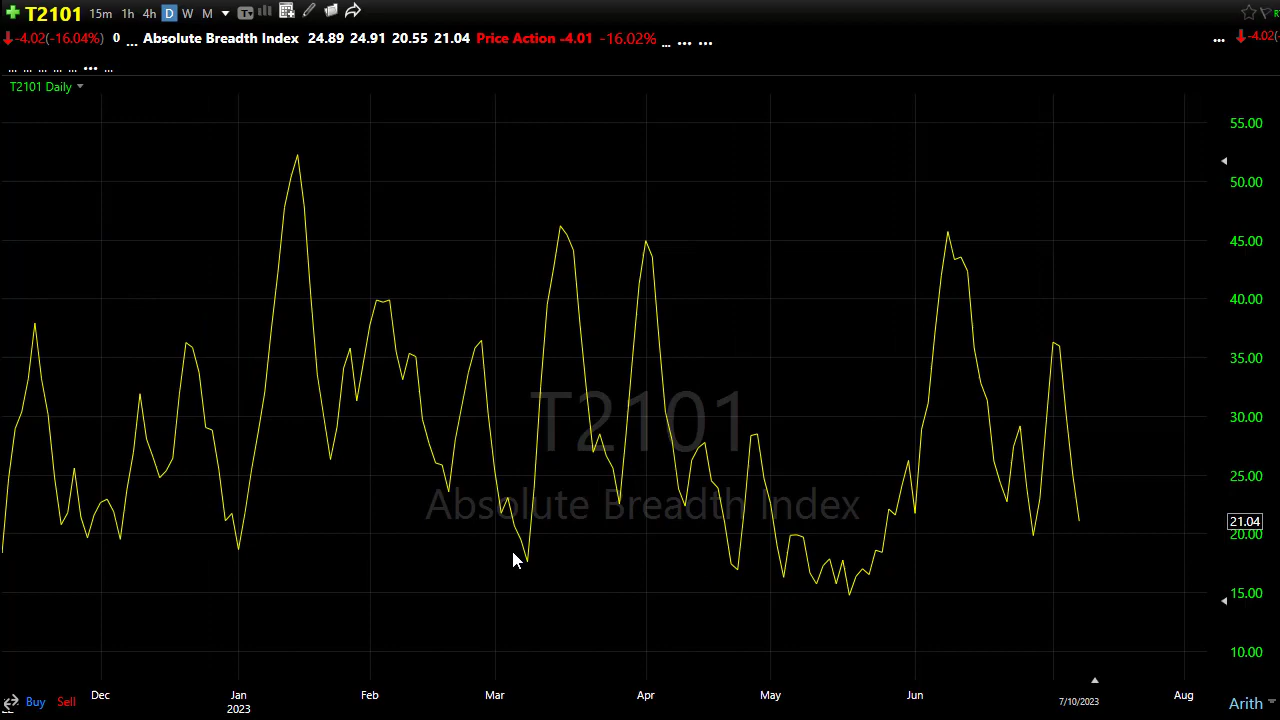 T2101 15m 1h 4h D W M
-4.02(-16.04%) 0 ... Absolute Breadth Index 24.89 24.91 20.55 21.04 Price Action -4.01 -16.02% ... ... ... ... -4.02(-
... ... ... ... ... ... ...
T2101 Daily
55.00
50.00
45.00
40.00
35.00
30.00
T2101
25.00
Absolute Breadth Index
21.04
20.00
15.00
10.00
Dec Jan Feb Mar Apr May Jun Aug
2023 7/10/2023
Buy Sell Arith